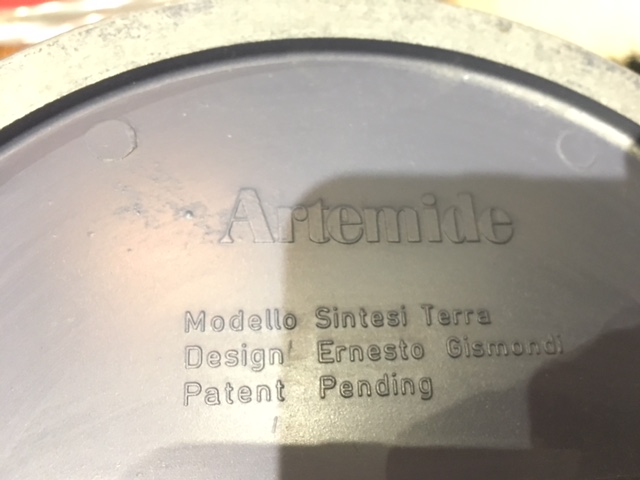 Artemide
Modello Sintesi Terra
Design Ernesto Gismondi
Patent Pending